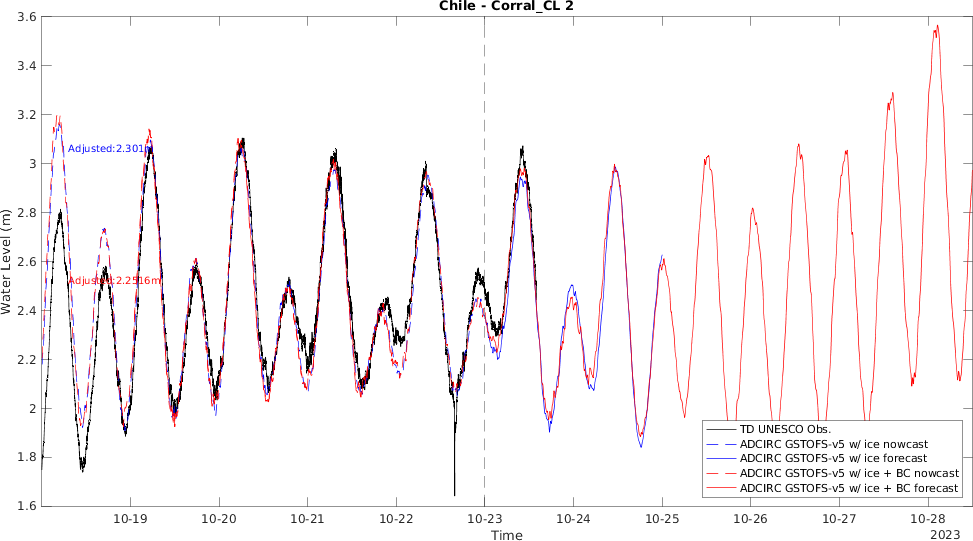 Chile - Corral_CL 2
Water Level (m)
3.6
3.4
3.2
3
2.8
2.6
2.4
2.2
2
1.8
1.6
Adjusted:2.301m
Adjusted:2.2516m
TD UNESCO Obs.
ADCIRC GSTOFS-v5 w/ ice nowcast
ADCIRC GSTOFS-v5 w/ ice forecast
ADCIRC GSTOFS-v5 w/ ice + BC nowcast
ADCIRC GSTOFS-v5 w/ ice + BC forecast
10-19 10-20 10-21 10-22 10-23 10-24 10-25 10-26 10-27 10-28
2023
Time